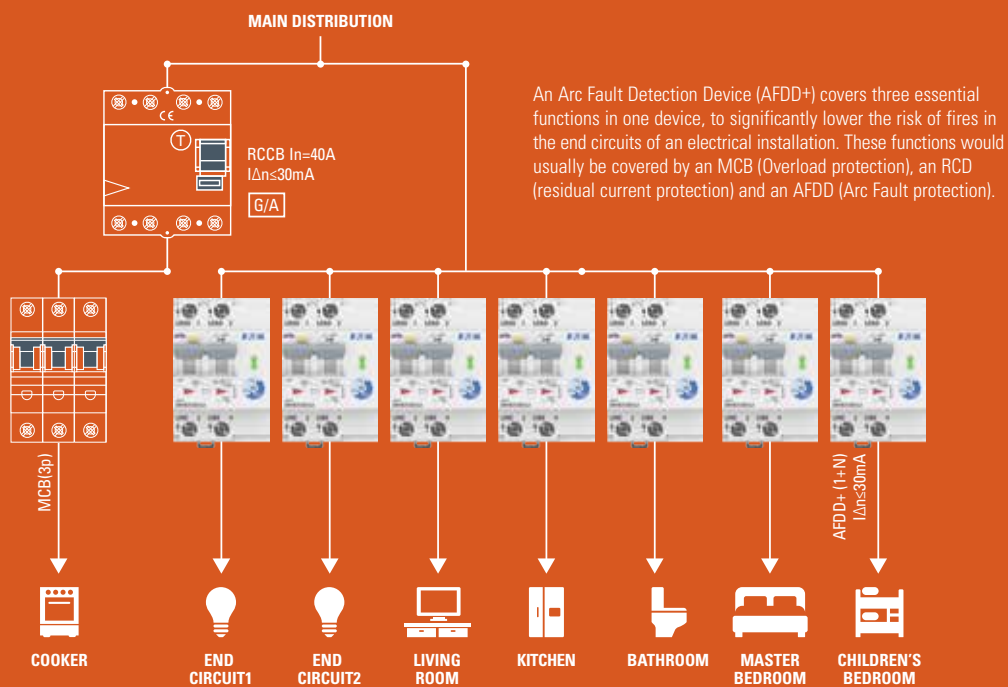 MAIN DISTRIBUTION
An Arc Fault Detection Device (AFDD+) covers three essential
functions in one device, to significantly lower the risk of fires in
the end circuits of an electrical installation. These functions would
usually be covered by an MCB (Overload protection), an RCD
(residual current protection) and an AFDD (Arc Fault protection).
CE
T
RCCB In=40A
I∆n≤30mA
G/A
MCB(3p)
AFDD+ (1+N)
I∆n≤30mA
COOKER
END
CIRCUIT1
END
CIRCUIT2
LIVING
ROOM
KITCHEN
BATHROOM
MASTER
BEDROOM
CHILDREN'S
BEDROOM